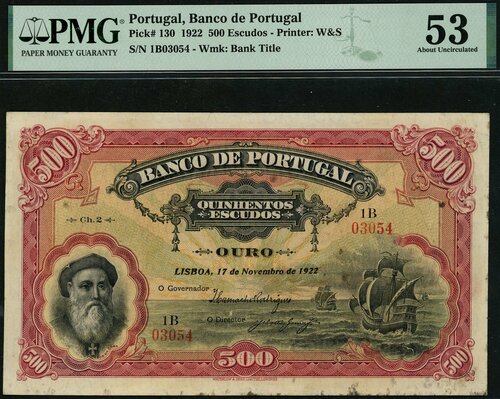 PMG
PAPER MONEY GUARANTY
Portugal, Banco de Portugal
Pick# 130 1922 500 Escudos - Printer: W&S
S/N 1B03054 - Wmk: Bank Title
53
About Uncirculated
500
500
BANCO DE PORTUGAL
QUINHENTOS
ESCUDOS
Ch. 2
1B
03054
OURO
LISBOA, 17 de Novembro de 1922
O Governador
O Director
1B
03054
500
500
500